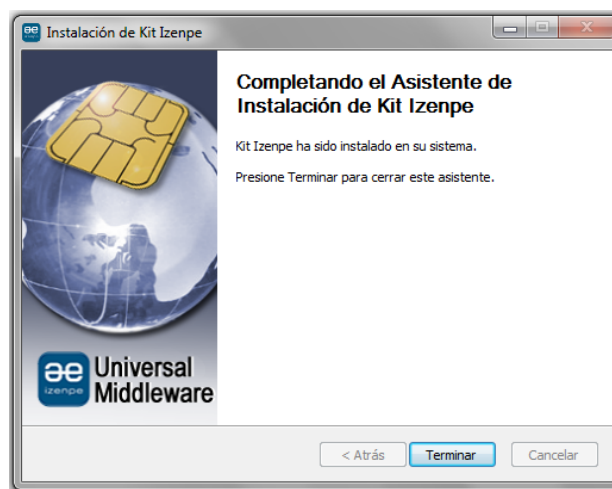 Instalación de Kit Izenpe
Completando el Asistente de
Instalación de Kit Izenpe
Kit Izenpe ha sido instalado en su sistema.
Presione Terminar para cerrar este asistente.
izenpe
Universal
Middleware
< Atrás
Terminar
Cancelar